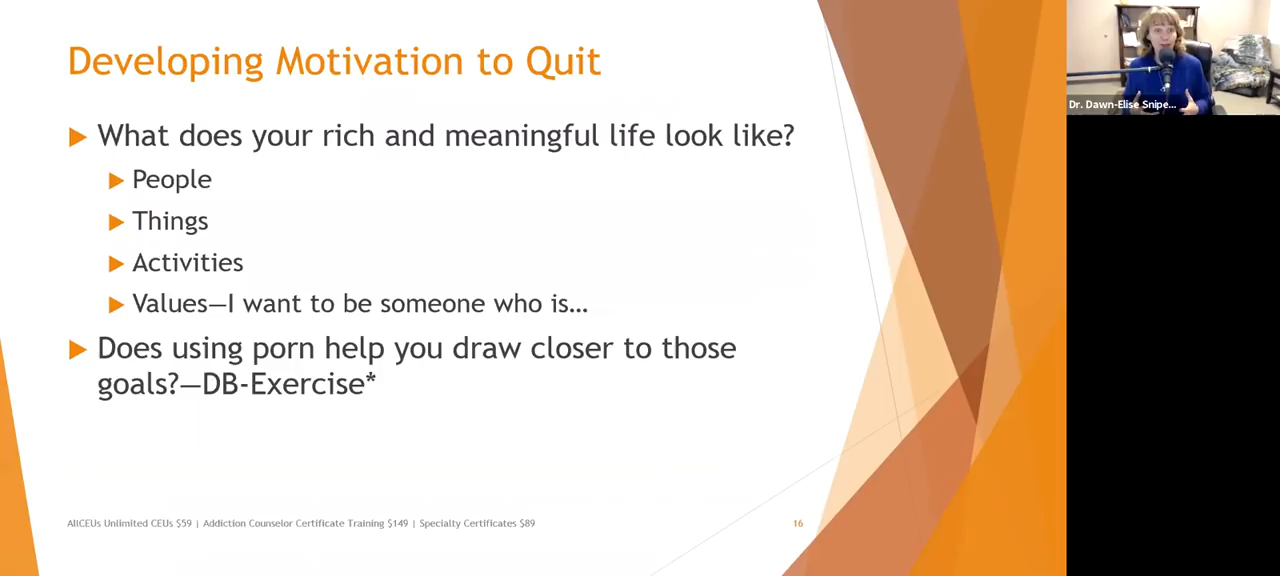 Developing Motivation to Quit
What does your rich and meaningful life look like?
People
Things
Activities
Values—I want to be someone who is…
Does using porn help you draw closer to those
goals?—DB-Exercise*
AllCEUs Unlimited CEUs $59 | Addiction Counselor Certificate Training $149 | Specialty Certificates $89
16
Dr. Dawn-Elise Snipe...